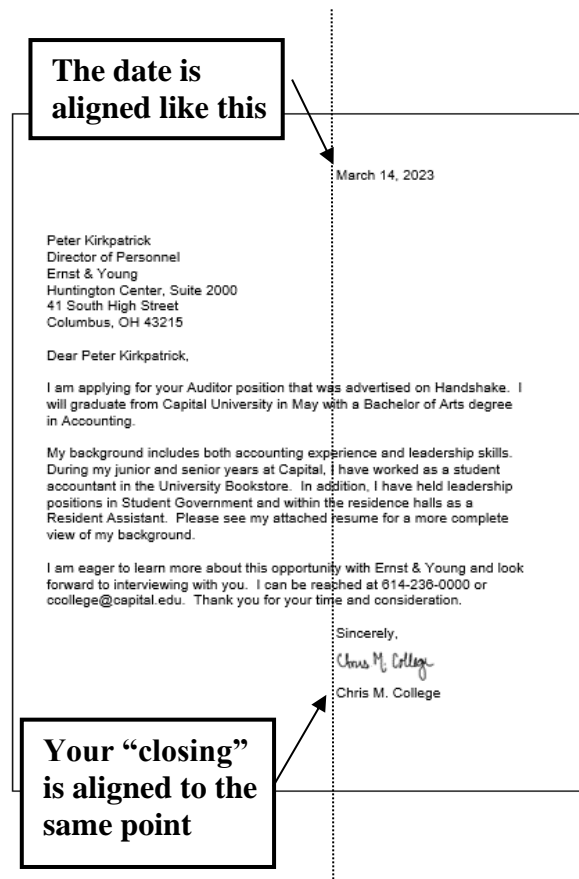 The date is
aligned like this
March 14, 2023
Peter Kirkpatrick
Director of Personnel
Ernst & Young
Huntington Center, Suite 2000
41 South High Street
Columbus, OH 43215
Dear Peter Kirkpatrick,
I am applying for your Auditor position that was advertised on Handshake.  I
will graduate from Capital University in May with a Bachelor of Arts degree
in Accounting.
My background includes both accounting experience and leadership skills.
During my junior and senior years at Capital, I have worked as a student
accountant in the University Bookstore.  In addition, I have held leadership
positions in Student Government and within the residence halls as a
Resident Assistant.  Please see my attached resume for a more complete
view of my background.
I am eager to learn more about this opportunity with Ernst & Young and look
forward to interviewing with you.  I can be reached at 614-236-0000 or
ccollege@capital.edu.  Thank you for your time and consideration.
Sincerely,
Chris M. College
Chris M. College
Your “closing”
is aligned to the
same point